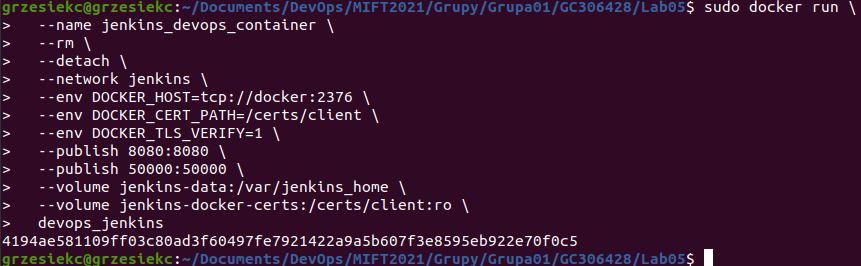 grzesiekc@grzesiekc:~/Documents/DevOps/MIFT2021/Grupy/Grupa01/GC306428/Lab05$ sudo docker run \
>   --name jenkins_devops_container \
>   --rm \
>   --detach \
>   --network jenkins \
>   --env DOCKER_HOST=tcp://docker:2376 \
>   --env DOCKER_CERT_PATH=/certs/client \
>   --env DOCKER_TLS_VERIFY=1 \
>   --publish 8080:8080 \
>   --publish 50000:50000 \
>   --volume jenkins-data:/var/jenkins_home \
>   --volume jenkins-docker-certs:/certs/client:ro \
>   devops_jenkins
4194ae581109ff03c80ad3f60497fe7921422a9a5b607f3e8595eb922e70f0c5
grzesiekc@grzesiekc:~/Documents/DevOps/MIFT2021/Grupy/Grupa01/GC306428/Lab05$